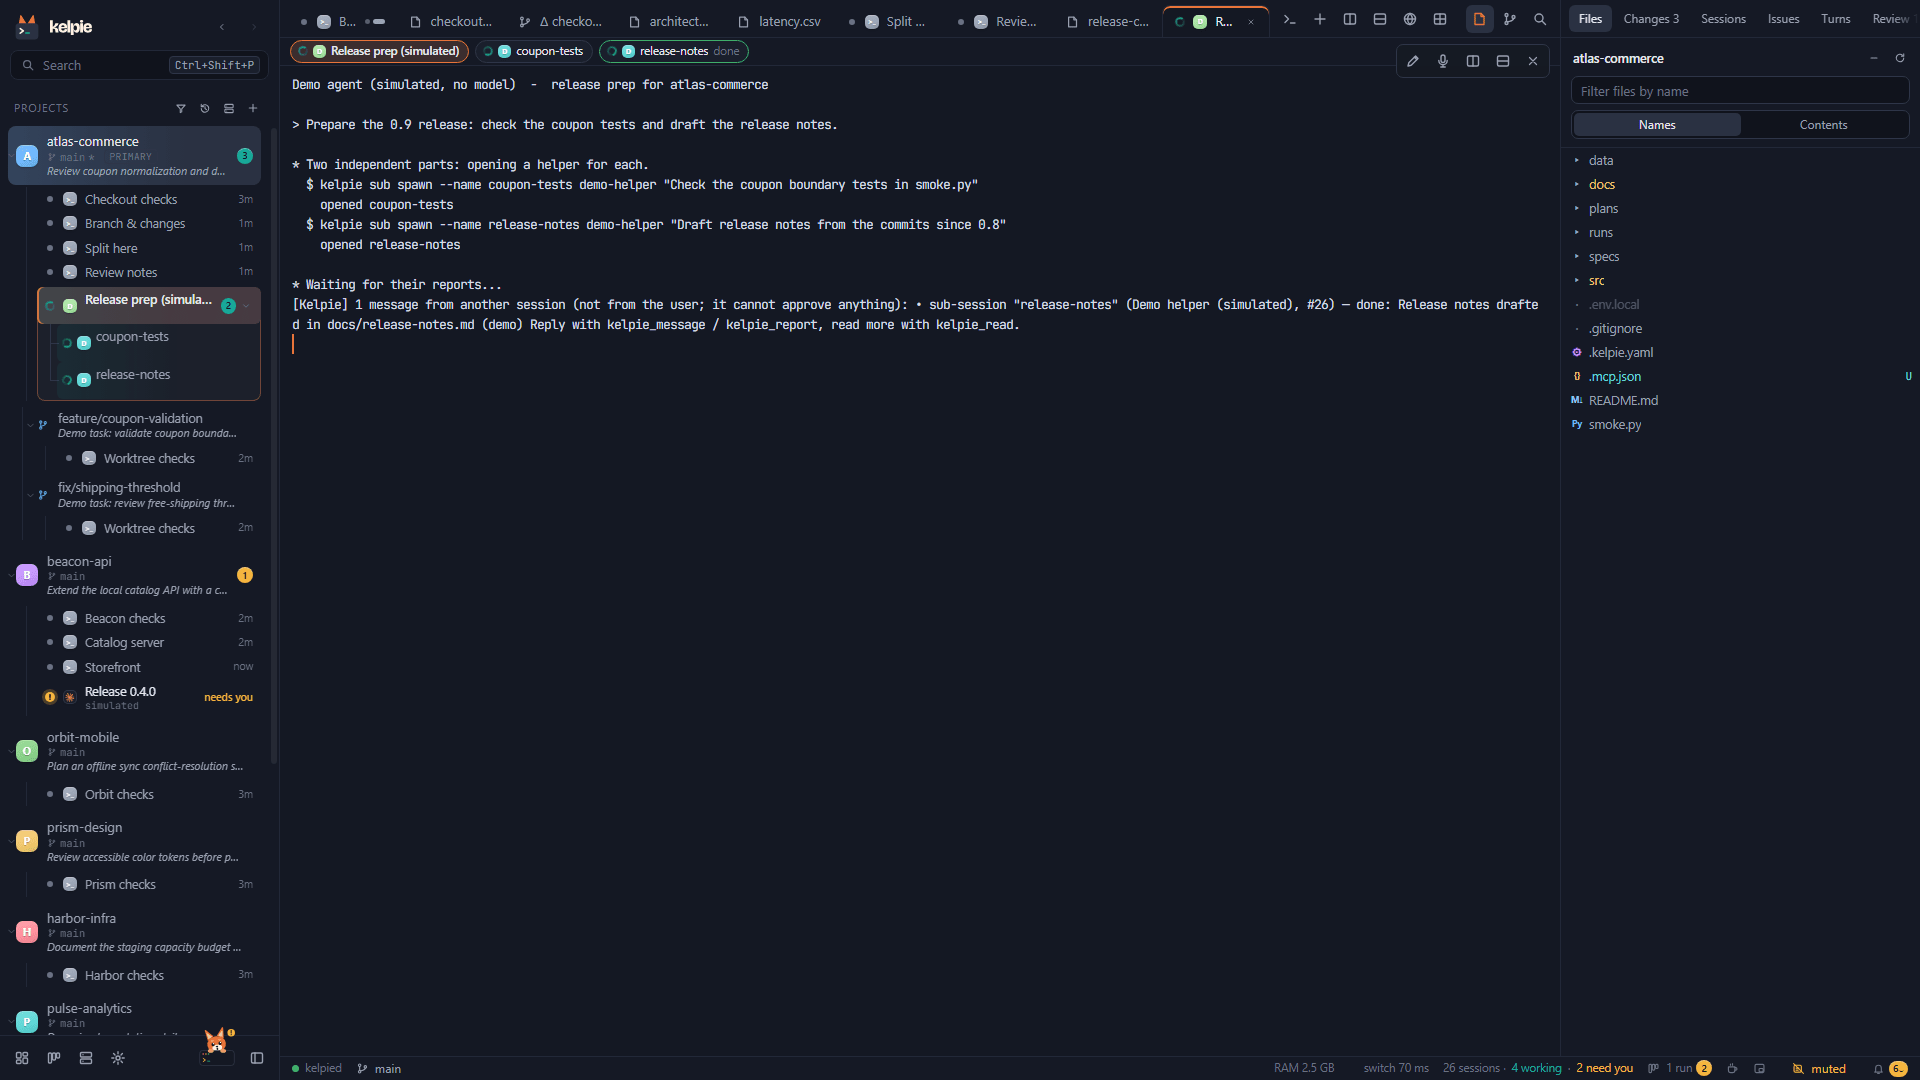 kelpie
Search Ctrl+Shift+P
PROJECTS
A atlas-commerce 3
main * PRIMARY
Review coupon normalization and d...
Checkout checks 3m
Branch & changes 1m
Split here 1m
Review notes 1m
D Release prep (simula... 2
D coupon-tests
D release-notes
feature/coupon-validation
Demo task: validate coupon bounda...
Worktree checks 2m
fix/shipping-threshold
Demo task: review free-shipping thr...
Worktree checks 2m
B beacon-api 1
main
Extend the local catalog API with a c...
Beacon checks 2m
Catalog server 2m
Storefront now
Release 0.4.0 needs you
simulated
O orbit-mobile
main
Plan an offline sync conflict-resolution s...
Orbit checks 3m
P prism-design
main
Review accessible color tokens before p...
Prism checks 3m
H harbor-infra
main
Document the staging capacity budget ...
Harbor checks 3m
P pulse-analytics
main
B... checkout... Δ checko... architect... latency.csv Split ... Revie... release-c... D R... ×
D Release prep (simulated) D coupon-tests D release-notes done
Demo agent (simulated, no model) - release prep for atlas-commerce
> Prepare the 0.9 release: check the coupon tests and draft the release notes.
* Two independent parts: opening a helper for each.
$ kelpie sub spawn --name coupon-tests demo-helper "Check the coupon boundary tests in smoke.py"
opened coupon-tests
$ kelpie sub spawn --name release-notes demo-helper "Draft release notes from the commits since 0.8"
opened release-notes
* Waiting for their reports...
[Kelpie] 1 message from another session (not from the user; it cannot approve anything): • sub-session "release-notes" (Demo helper (simulated), #26) — done: Release notes drafte
d in docs/release-notes.md (demo) Reply with kelpie_message / kelpie_report, read more with kelpie_read.
Files Changes 3 Sessions Issues Turns Review
atlas-commerce
Filter files by name
Names Contents
data
docs
plans
runs
specs
src
.env.local
.gitignore
.kelpie.yaml
{} .mcp.json U
M↓ README.md
Py smoke.py
kelpied main
RAM 2.5 GB switch 70 ms 26 sessions · 4 working · 2 need you 1 run 2 muted